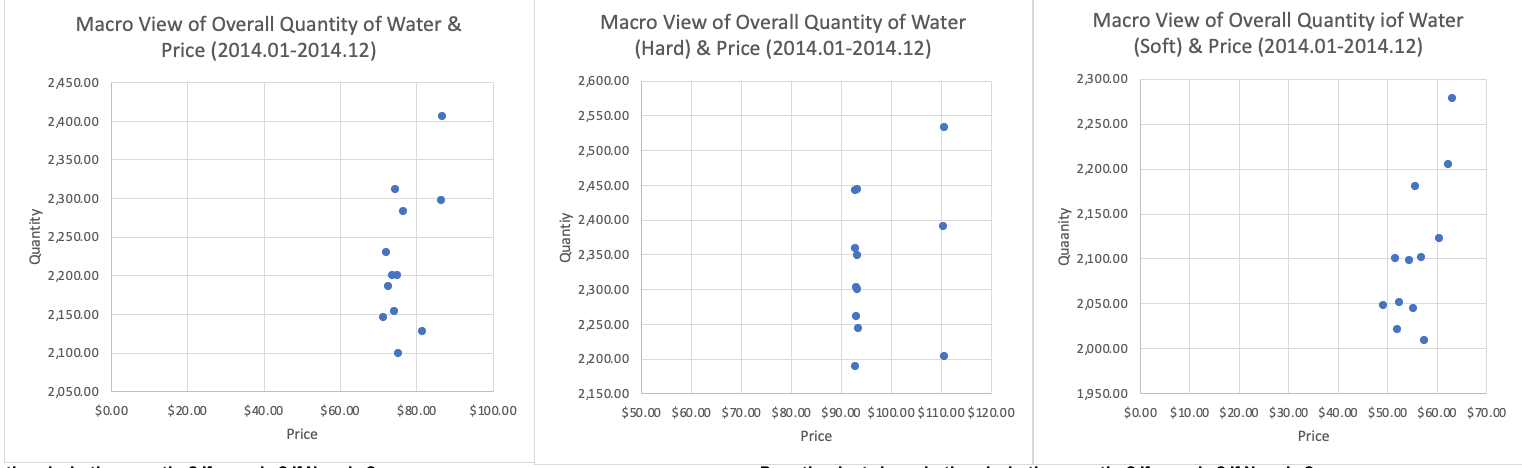 Macro View of Overall Quantity of Water &
Price (2014.01-2014.12)
2,450.00
2,400.00
2,350.00
2,300.00
2,250.00
2,200.00
2,150.00
2,100.00
2,050.00
Quantity
$0.00 $20.00 $40.00 $60.00 $80.00 $100.00
Price
Macro View of Overall Quantity of Water
(Hard) & Price (2014.01-2014.12)
2,600.00
2,550.00
2,500.00
2,450.00
2,400.00
2,350.00
2,300.00
2,250.00
2,200.00
2,150.00
Quantiy
$50.00 $60.00 $70.00 $80.00 $90.00 $100.00 $110.00 $120.00
Price
Macro View of Overall Quantity iof Water
(Soft) & Price (2014.01-2014.12)
2,300.00
2,250.00
2,200.00
2,150.00
2,100.00
2,050.00
2,000.00
1,950.00
Quaanity
$0.00 $10.00 $20.00 $30.00 $40.00 $50.00 $60.00 $70.00
Price